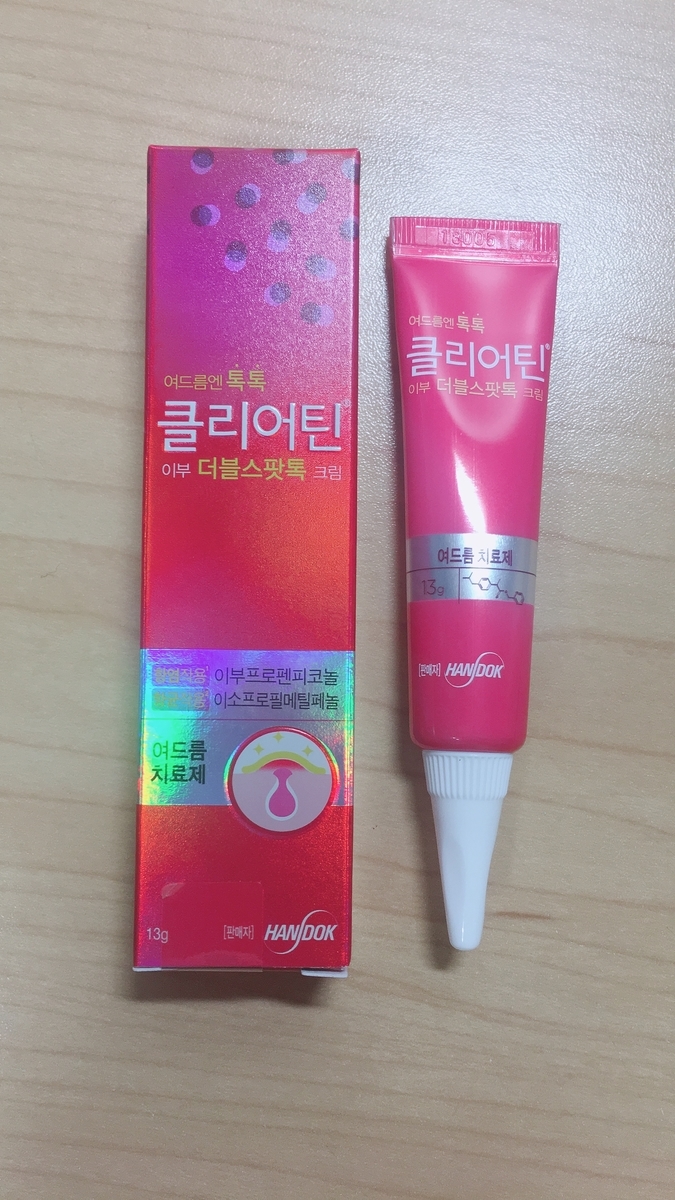 여드름엔 톡톡
클리어틴®
이부 더블스팟톡 크림
항염작용 이부프로펜피코놀
이소프로필메틸페놀
여드름
치료제
13g
[판매자] HANDOK
여드름엔 톡톡
클리어틴®
이부 더블스팟톡 크림
여드름 치료제
13g
[판매자] HANDOK